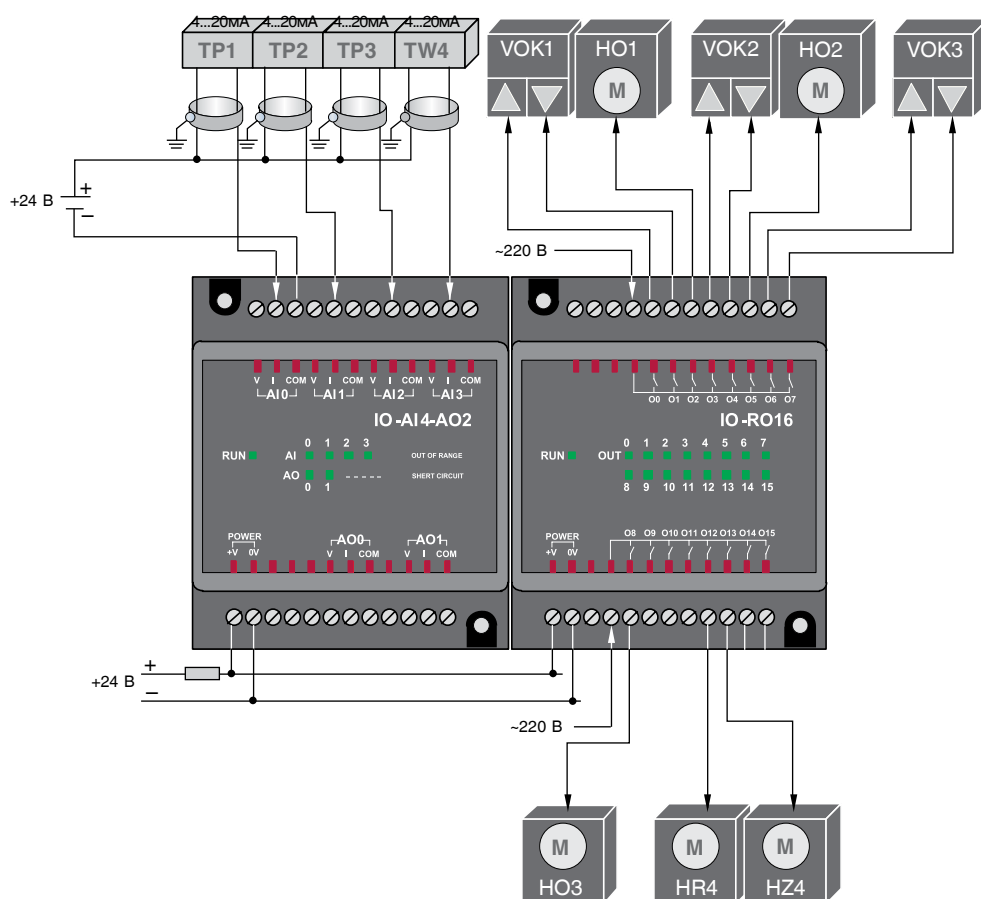 4...20мА 4...20мА 4...20мА 4...20мА
TP1 TP2 TP3 TW4
VOK1 HO1 VOK2 HO2 VOK3
M M
+
+24 В
−
~220 В
V I COM V I COM V I COM V I COM
AI0 AI1 AI2 AI3
IO-AI4-AO2
0 1 2 3
RUN AI OUT OF RANGE
AO - - - - - SHERT CIRCUIT
0 1
POWER AO0 AO1
+V 0V V I COM V I COM
O0 O1 O2 O3 O4 O5 O6 O7
IO-RO16
0 1 2 3 4 5 6 7
RUN OUT
8 9 10 11 12 13 14 15
POWER O8 O9 O10 O11 O12 O13 O14 O15
+V 0V
+
+24 В
−
~220 В
M M M
HO3 HR4 HZ4